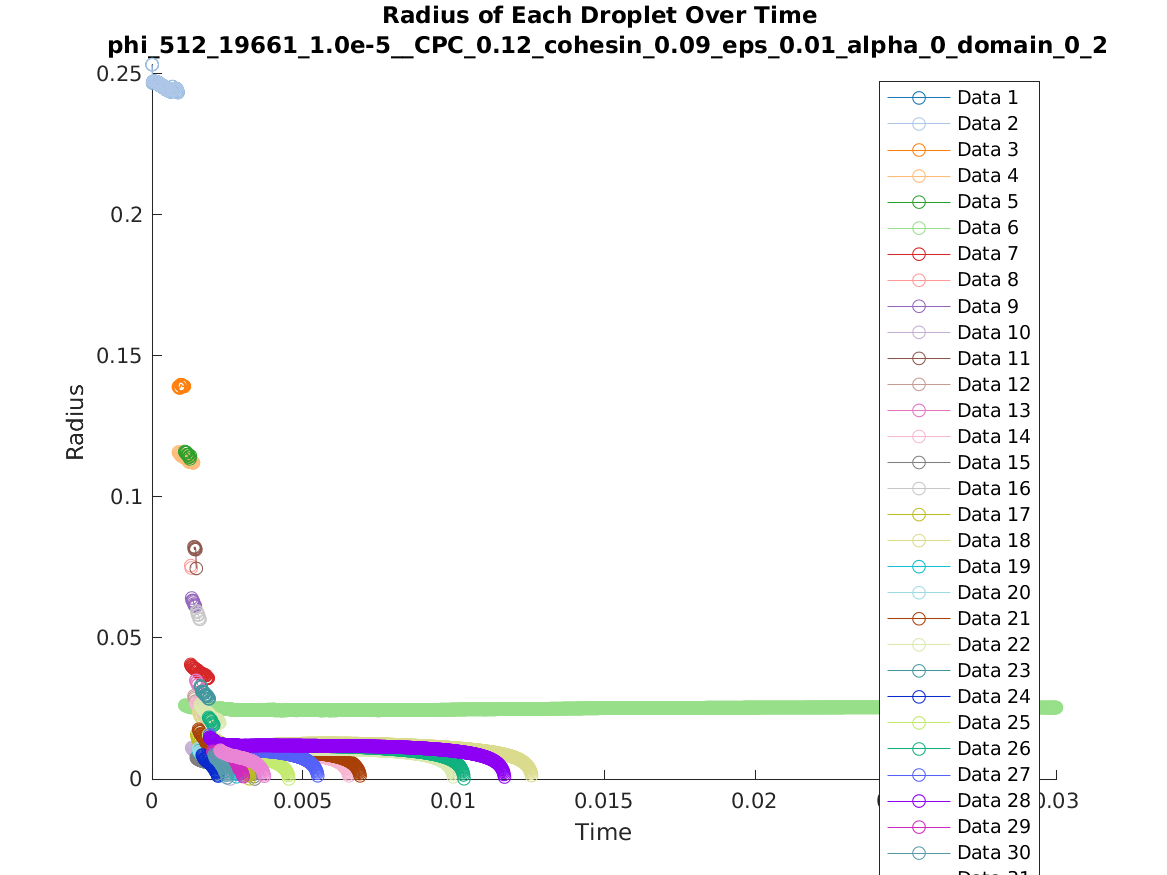 Radius of Each Droplet Over Time
phi_512_19661_1.0e-5__CPC_0.12_cohesin_0.09_eps_0.01_alpha_0_domain_0_2
0.25
0.2
0.15
0.1
0.05
0
Radius
0
0.005
0.01
0.015
0.02
0.03
Time
Data 1
Data 2
Data 3
Data 4
Data 5
Data 6
Data 7
Data 8
Data 9
Data 10
Data 11
Data 12
Data 13
Data 14
Data 15
Data 16
Data 17
Data 18
Data 19
Data 20
Data 21
Data 22
Data 23
Data 24
Data 25
Data 26
Data 27
Data 28
Data 29
Data 30